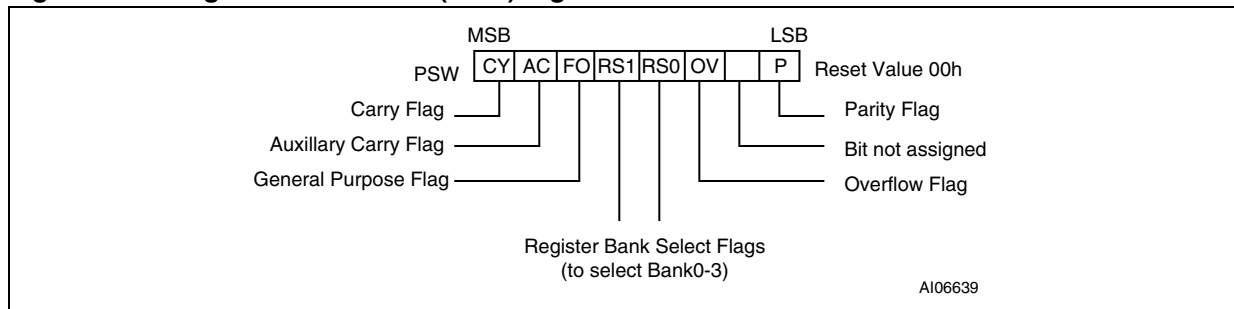 MSB LSB
PSW CY AC FO RS1 RS0 OV P Reset Value 00h
Carry Flag Parity Flag
Auxillary Carry Flag Bit not assigned
General Purpose Flag Overflow Flag
Register Bank Select Flags
(to select Bank0-3)
AI06639